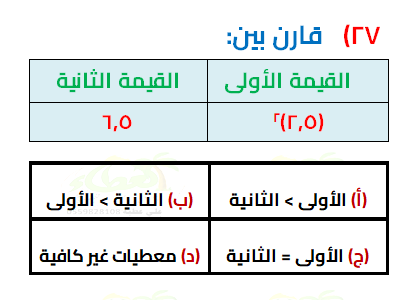 ٢٧) قارن بين:
القيمة الأولى القيمة الثانية
(٢,٥)٢ ٦,٥
(أ) الأولى > الثانية (ب) الثانية > الأولى
(ج) الأولى = الثانية (د) معطيات غير كافية